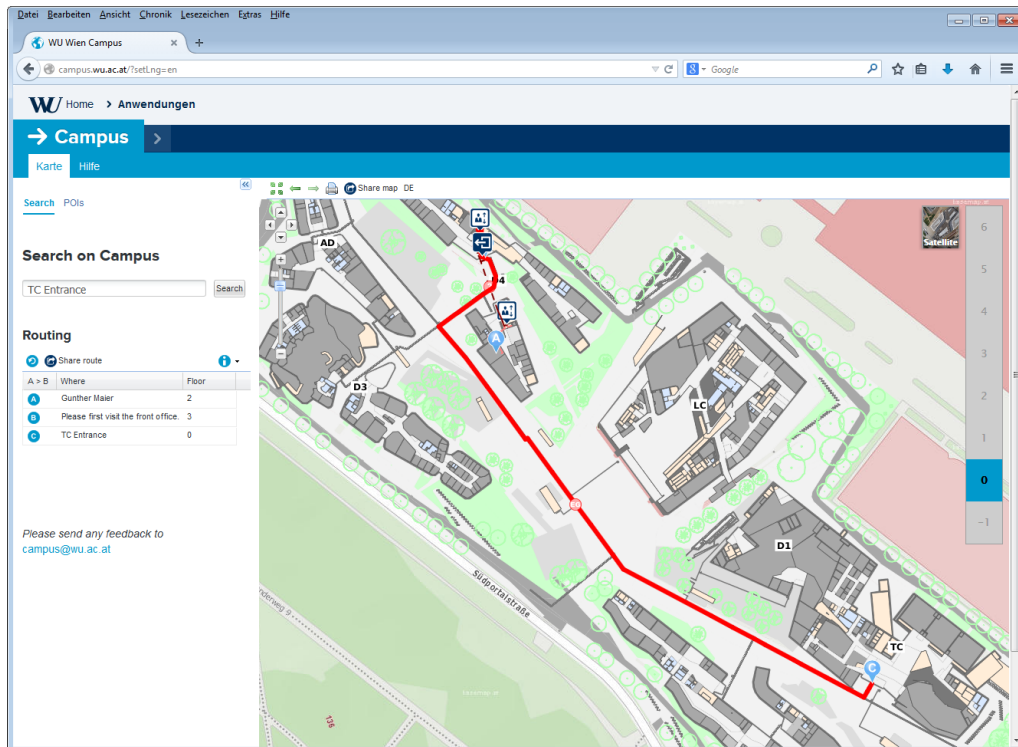 Datei Bearbeiten Ansicht Chronik Lesezeichen Extras Hilfe
WU Wien Campus
campus.wu.ac.at/?setLng=en
Google
WU Home > Anwendungen
→ Campus
Karte Hilfe
Share map DE
Search POIs
Search on Campus
TC Entrance Search
Routing
Share route
A > B Where Floor
A Gunther Maier 2
B Please first visit the front office. 3
C TC Entrance 0
Please send any feedback to
campus@wu.ac.at
Satellite
6
5
4
3
2
1
0
-1
AD
D4
A
D3
LC
D1
TC
C
Südportalstraße
136